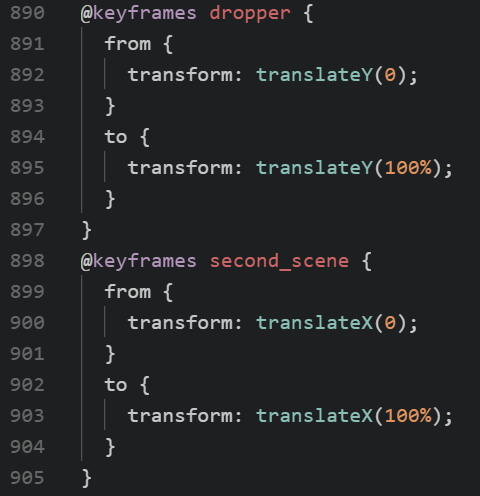 890 @keyframes dropper {
891 from {
892 transform: translateY(0);
893 }
894 to {
895 transform: translateY(100%);
896 }
897 }
898 @keyframes second_scene {
899 from {
900 transform: translateX(0);
901 }
902 to {
903 transform: translateX(100%);
904 }
905 }